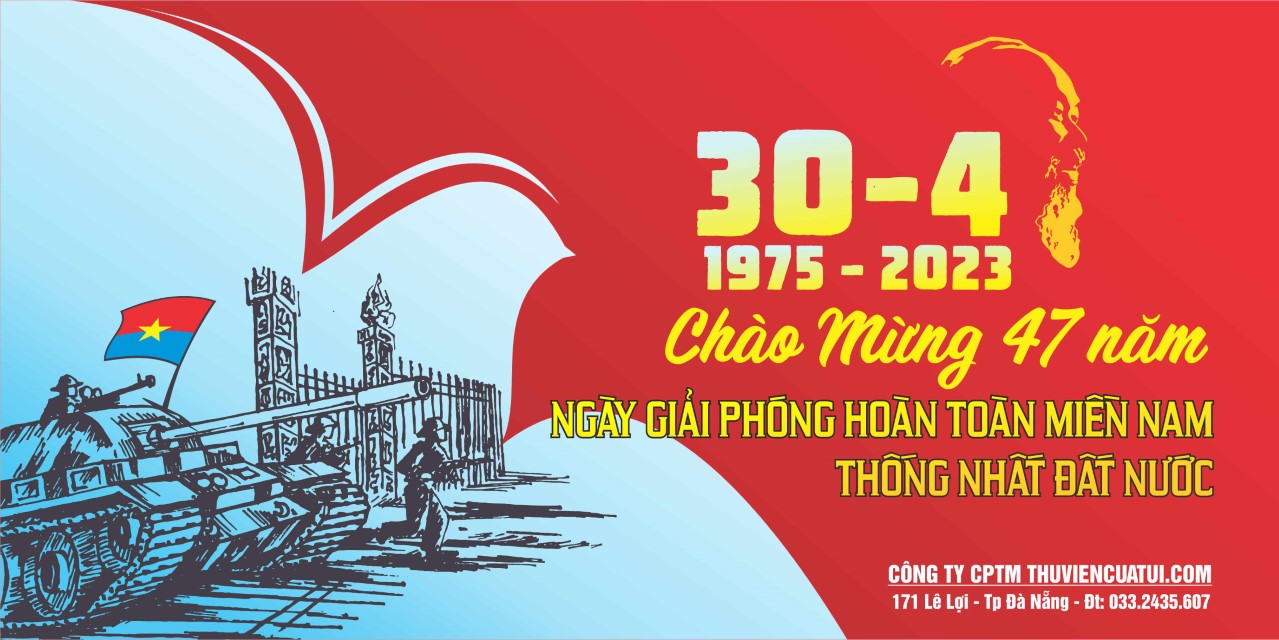 30-4
1975 - 2023
Chào Mừng 47 năm
NGÀY GIẢI PHÓNG HOÀN TOÀN MIỀN NAM
THỐNG NHẤT ĐẤT NƯỚC
CÔNG TY CPTM THUVIENCUATUI.COM
171 Lê Lợi - Tp Đà Nẵng - Đt: 033.2435.607